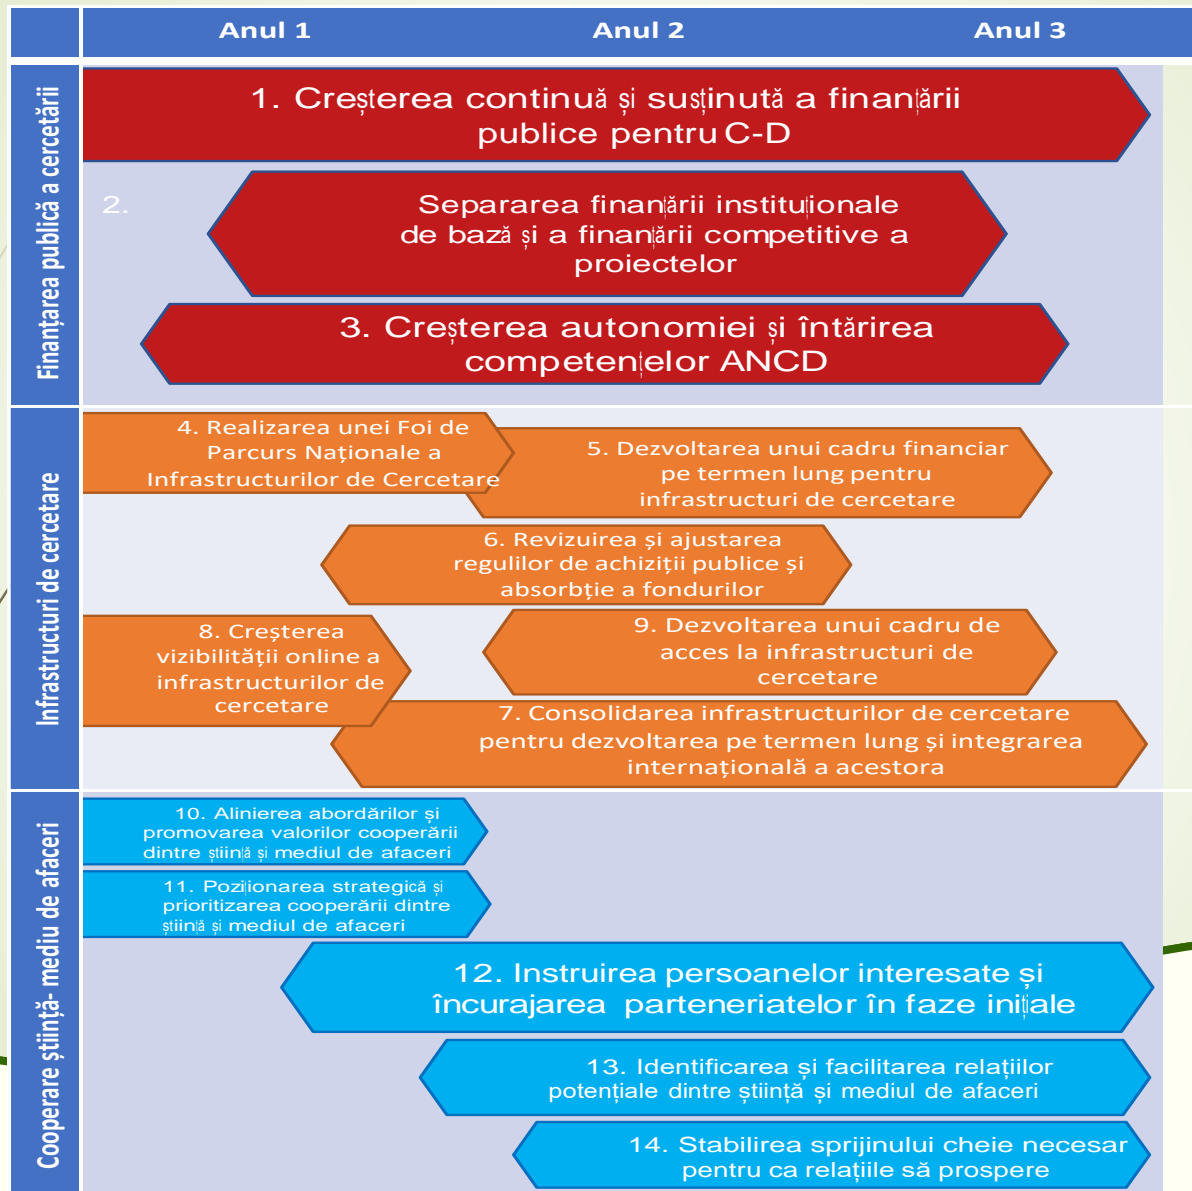 Anul 1 Anul 2 Anul 3
Finanțarea publică a cercetării
1. Creșterea continuă și susținută a finanțării
publice pentru C-D
2. Separarea finanțării instituționale
de bază și a finanțării competitive a
proiectelor
3. Creșterea autonomiei și întărirea
competențelor ANCD
Infrastructuri de cercetare
4. Realizarea unei Foi de
Parcurs Naționale a
Infrastructurilor de Cercetare
5. Dezvoltarea unui cadru financiar
pe termen lung pentru
infrastructuri de cercetare
6. Revizuirea și ajustarea
regulilor de achiziții publice și
absorbție a fondurilor
8. Creșterea
vizibilității online a
infrastructurilor de
cercetare
9. Dezvoltarea unui cadru de
acces la infrastructuri de
cercetare
7. Consolidarea infrastructurilor de cercetare
pentru dezvoltarea pe termen lung și integrarea
internațională a acestora
Cooperare știință- mediu de afaceri
10. Alinierea abordărilor și
promovarea valorilor cooperării
dintre știință și mediul de afaceri
11. Poziționarea strategică și
prioritizarea cooperării dintre
știință și mediul de afaceri
12. Instruirea persoanelor interesate și
încurajarea parteneriatelor în faze inițiale
13. Identificarea și facilitarea relațiilor
potențiale dintre știință și mediul de afaceri
14. Stabilirea sprijinului cheie necesar
pentru ca relațiile să prospere